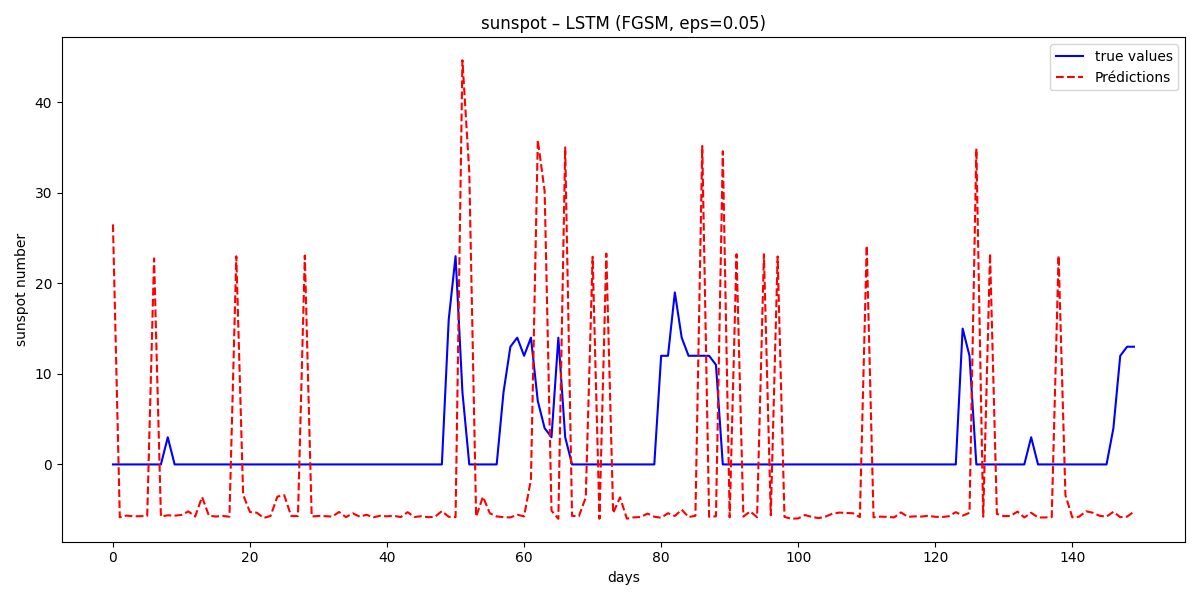 sunspot – LSTM (FGSM, eps=0.05)
true values
Prédictions
sunspot number
40
30
20
10
0
0 20 40 60 80 100 120 140
days